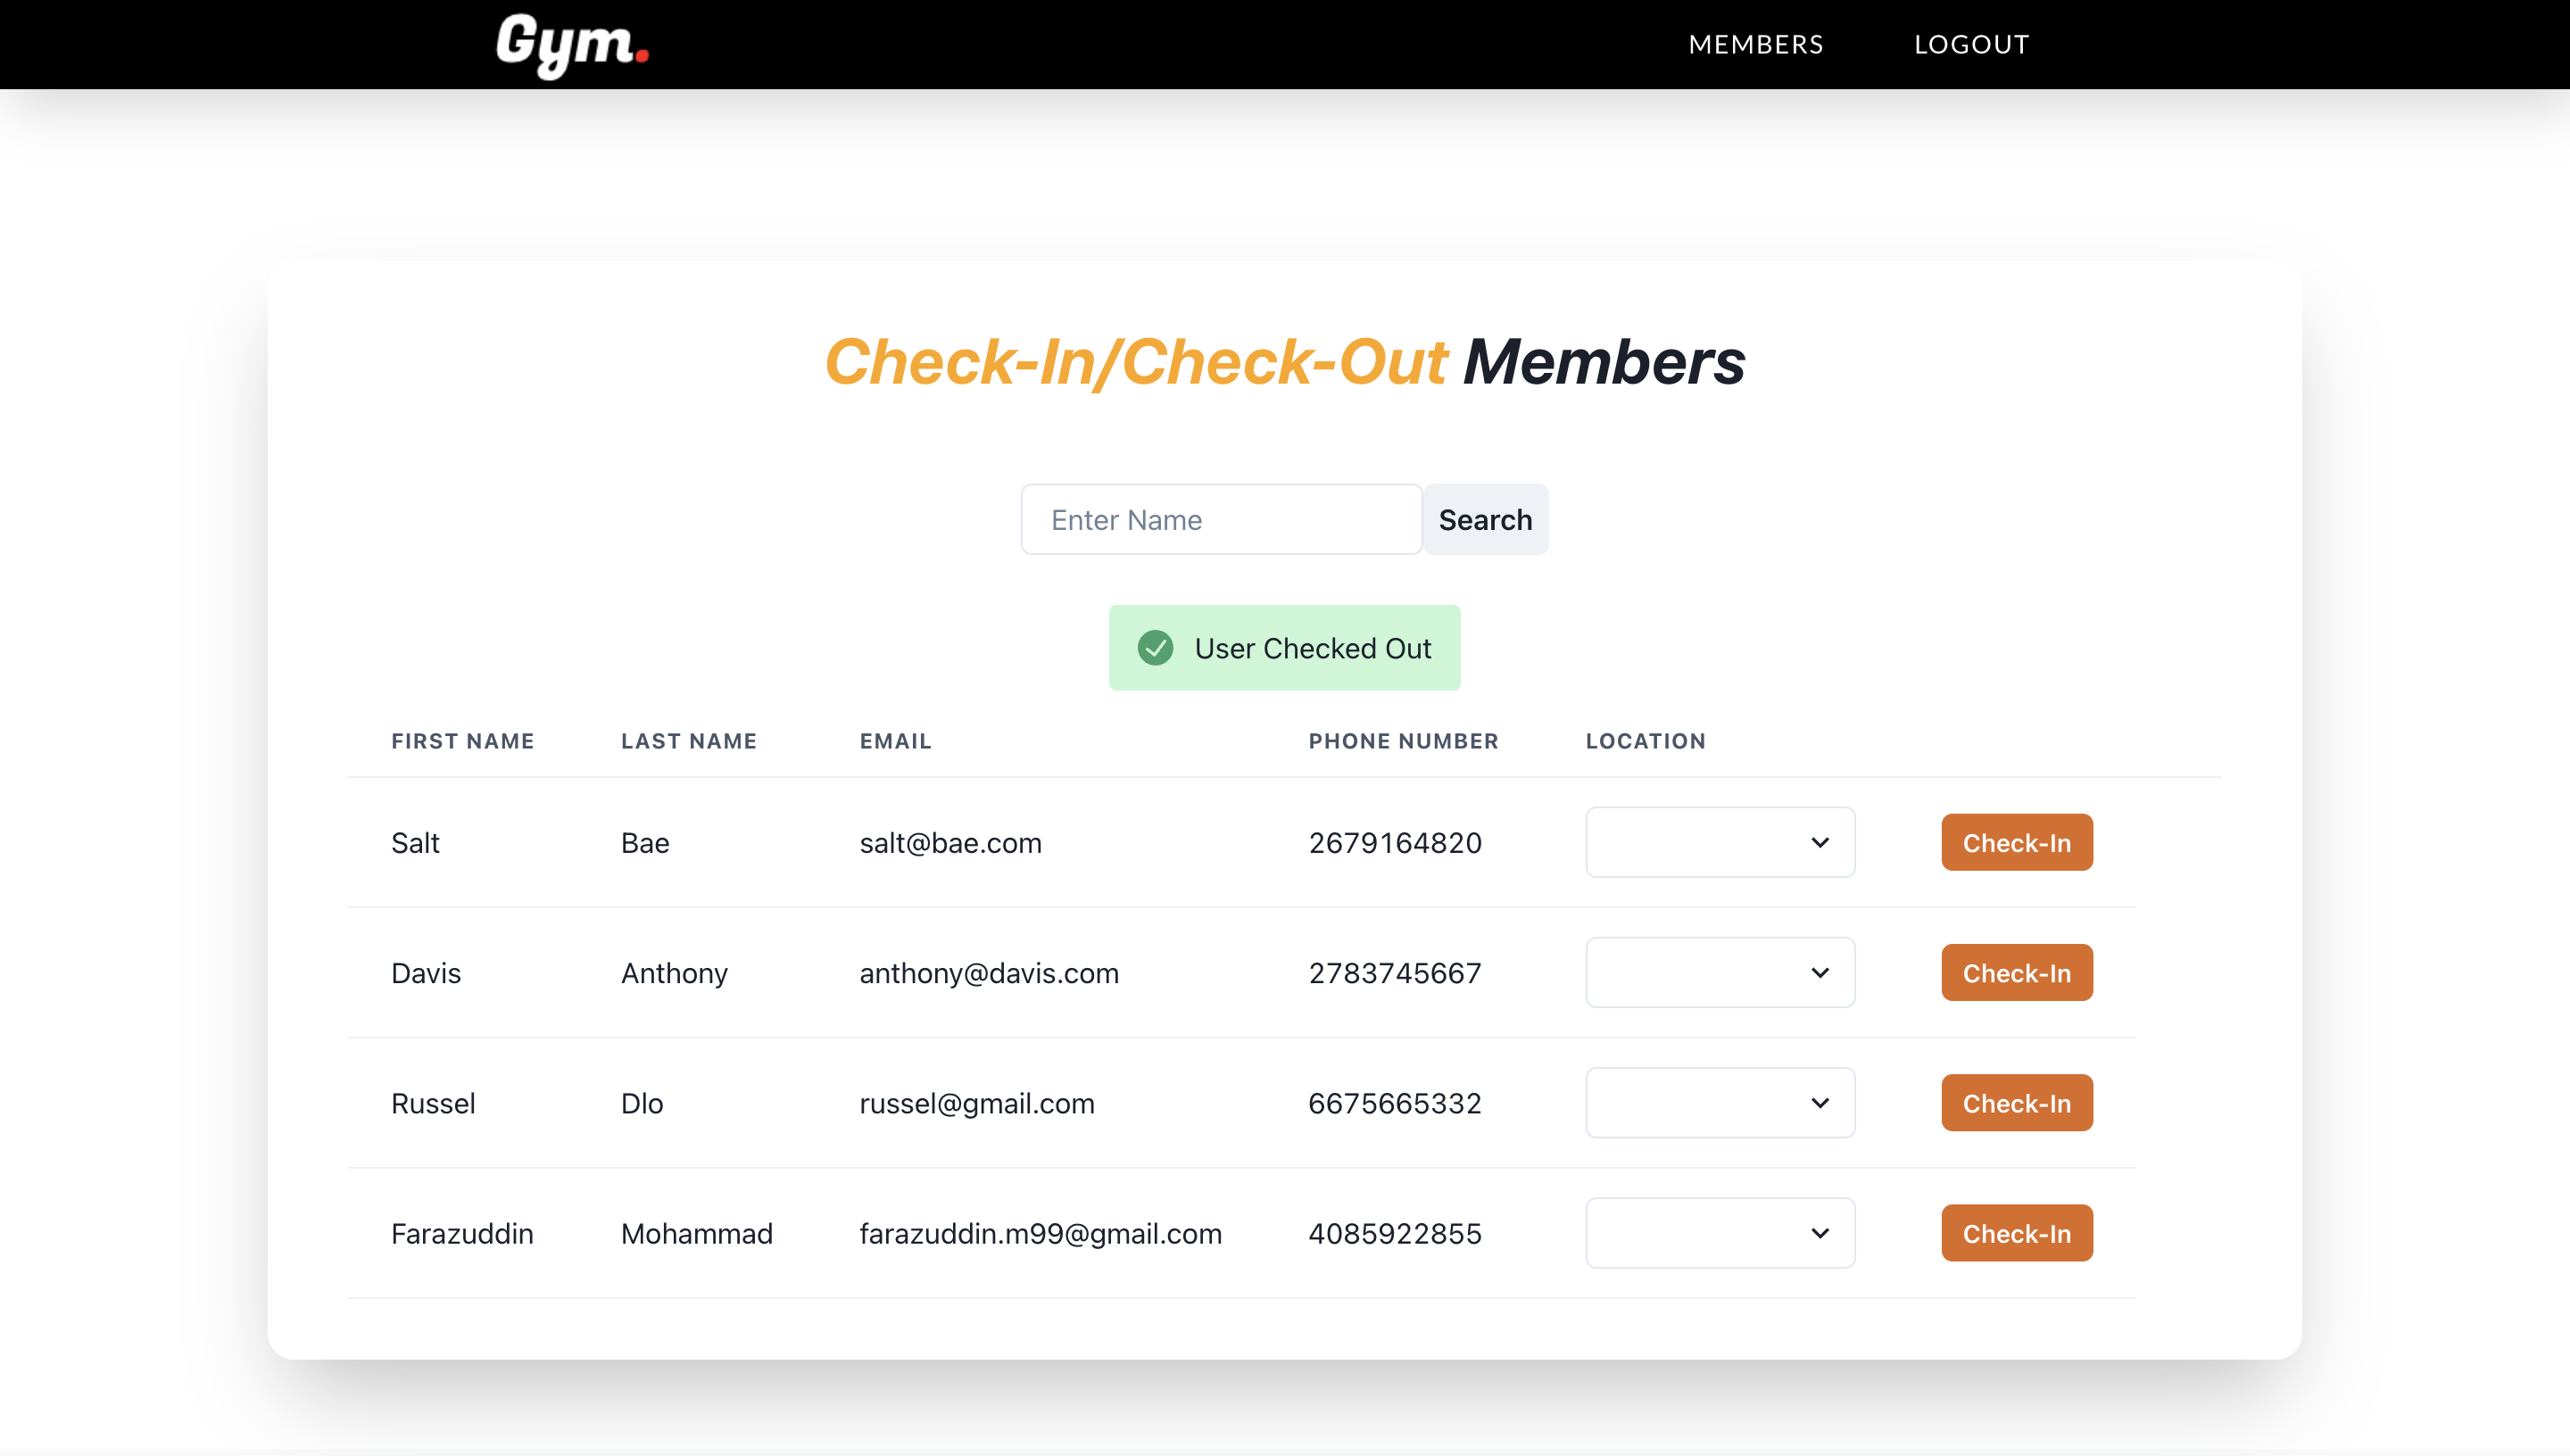 Gym. MEMBERS LOGOUT
Check-In/Check-Out Members
Enter Name Search
User Checked Out
FIRST NAME LAST NAME EMAIL PHONE NUMBER LOCATION
Salt Bae salt@bae.com 2679164820 Check-In
Davis Anthony anthony@davis.com 2783745667 Check-In
Russel Dlo russel@gmail.com 6675665332 Check-In
Farazuddin Mohammad farazuddin.m99@gmail.com 4085922855 Check-In